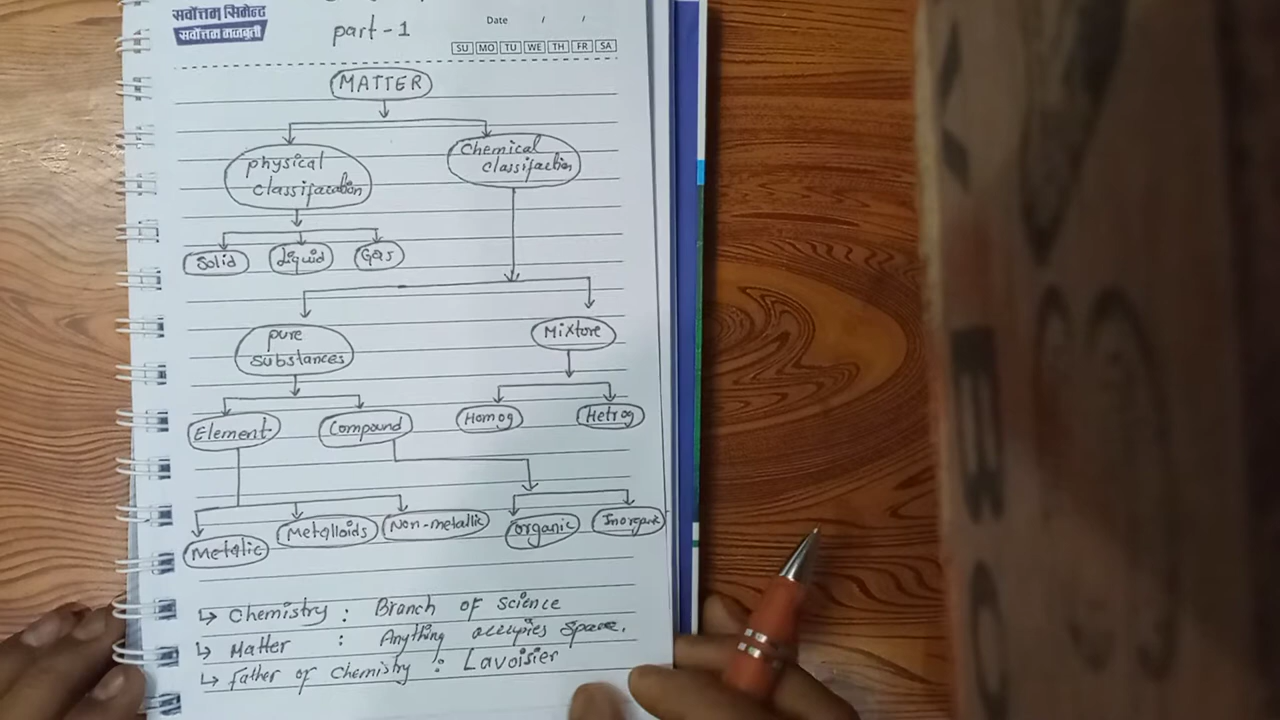 सर्वोत्तम सिमेन्ट
सर्वोत्तम मजबुती
part - 1
Date / /
SU MO TU WE TH FR SA
MATTER
physical
classification
Chemical
classifaction
Solid
Liquid
Gas
pure
substances
Mixture
Element
Compound
Homog
Hetrog
Metalic
Metalloids
Non-metallic
organic
Inorganic
↳ Chemistry : Branch of science
↳ Matter : Anything occupies space.
↳ father of chemistry : Lavoisier